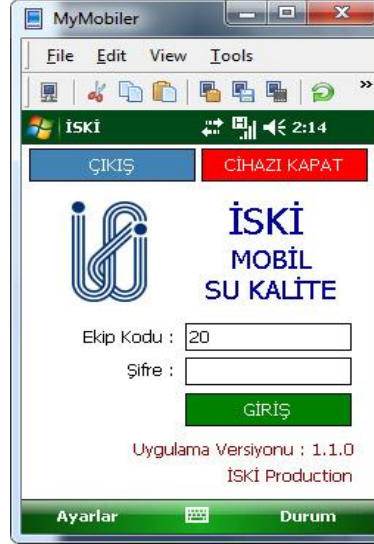 MyMobiler
File Edit View Tools
»
İSKİ 2:14
ÇIKIŞ CİHAZI KAPAT
İSKİ
MOBİL
SU KALİTE
Ekip Kodu : 20
Şifre :
GİRİŞ
Uygulama Versiyonu : 1.1.0
İSKİ Production
Ayarlar Durum